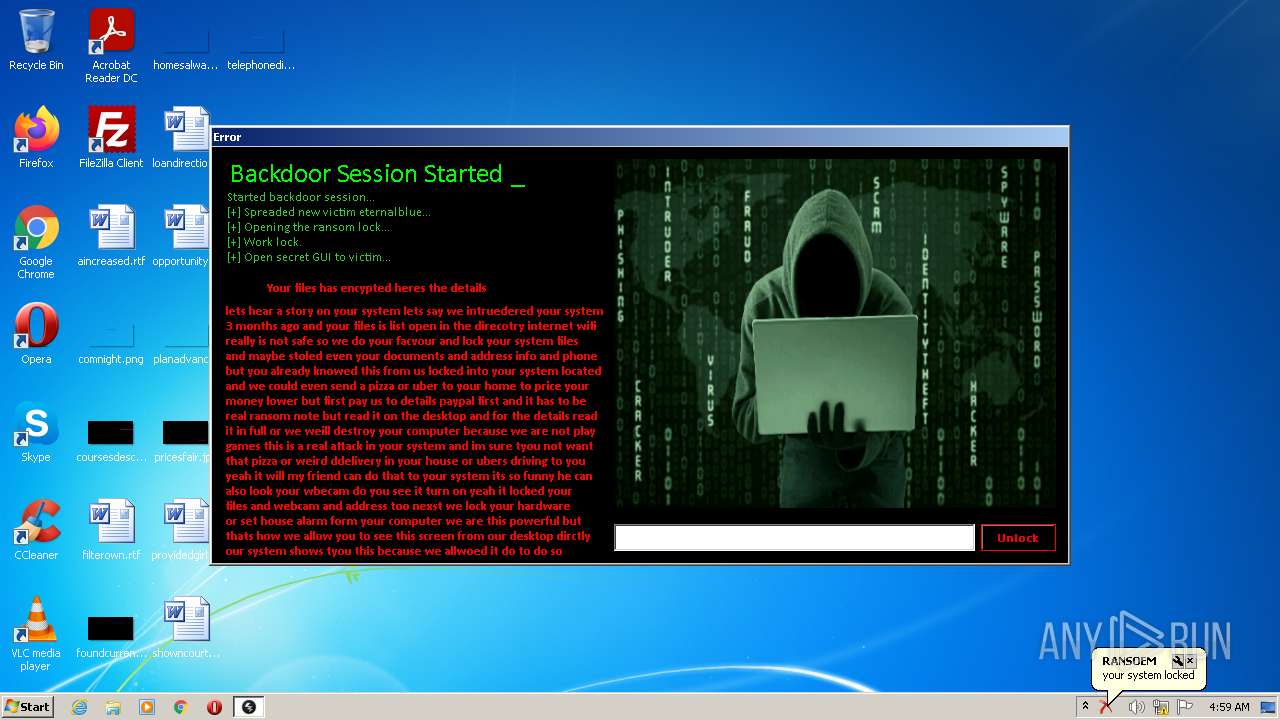 Recycle Bin
Acrobat
Reader DC
homesalwa...
telephonedi...
Firefox
FileZilla Client
loandirectio
Google
Chrome
aincreased.rtf
opportunity
Opera
comnight.png
planadvanc
Skype
coursesdesc...
pricesfair.jp
CCleaner
filterown.rtf
providedgirl
VLC media
player
foundcurren...
showncourt...
Error
Backdoor Session Started _
Started backdoor session...
[+] Spreaded new victim eternalblue...
[+] Opening the ransom lock...
[+] Work lock.
[+] Open secret GUI to victim...
Your files has encypted heres the details
lets hear a story on your system lets say we intruedered your system
3 months ago and your files is list open in the direcotry internet wifi
really is not safe so we do your facvour and lock your system files
and maybe stoled even your documents and address info and phone
but you already knowed this from us locked into your system located
and we could even send a pizza or uber to your home to price your
money lower but first pay us to details paypal first and it has to be
real ransom note but read it on the desktop and for the details read
it in full or we weill destroy your computer because we are not play
games this is a real attack in your system and im sure tyou not want
that pizza or weird ddelivery in your house or ubers driving to you
yeah it will my friend can do that to your system its so funny he can
also look your wbecam do you see it turn on yeah it locked your
files and webcam and address too nexst we lock your hardware
or set house alarm form your computer we are this powerful but
thats how we allow you to see this screen from our desktop dirctly
our system shows tyou this because we allwoed it do to do so
PHISHING
INTRUDER
FRAUD
SCAM
SPYWARE
IDENTITYTHEFT
PASSWORD
VIRUS
CRACKER
HACKER
Unlock
ANY RUN
RANSOEM
your system locked
Start
4:59 AM